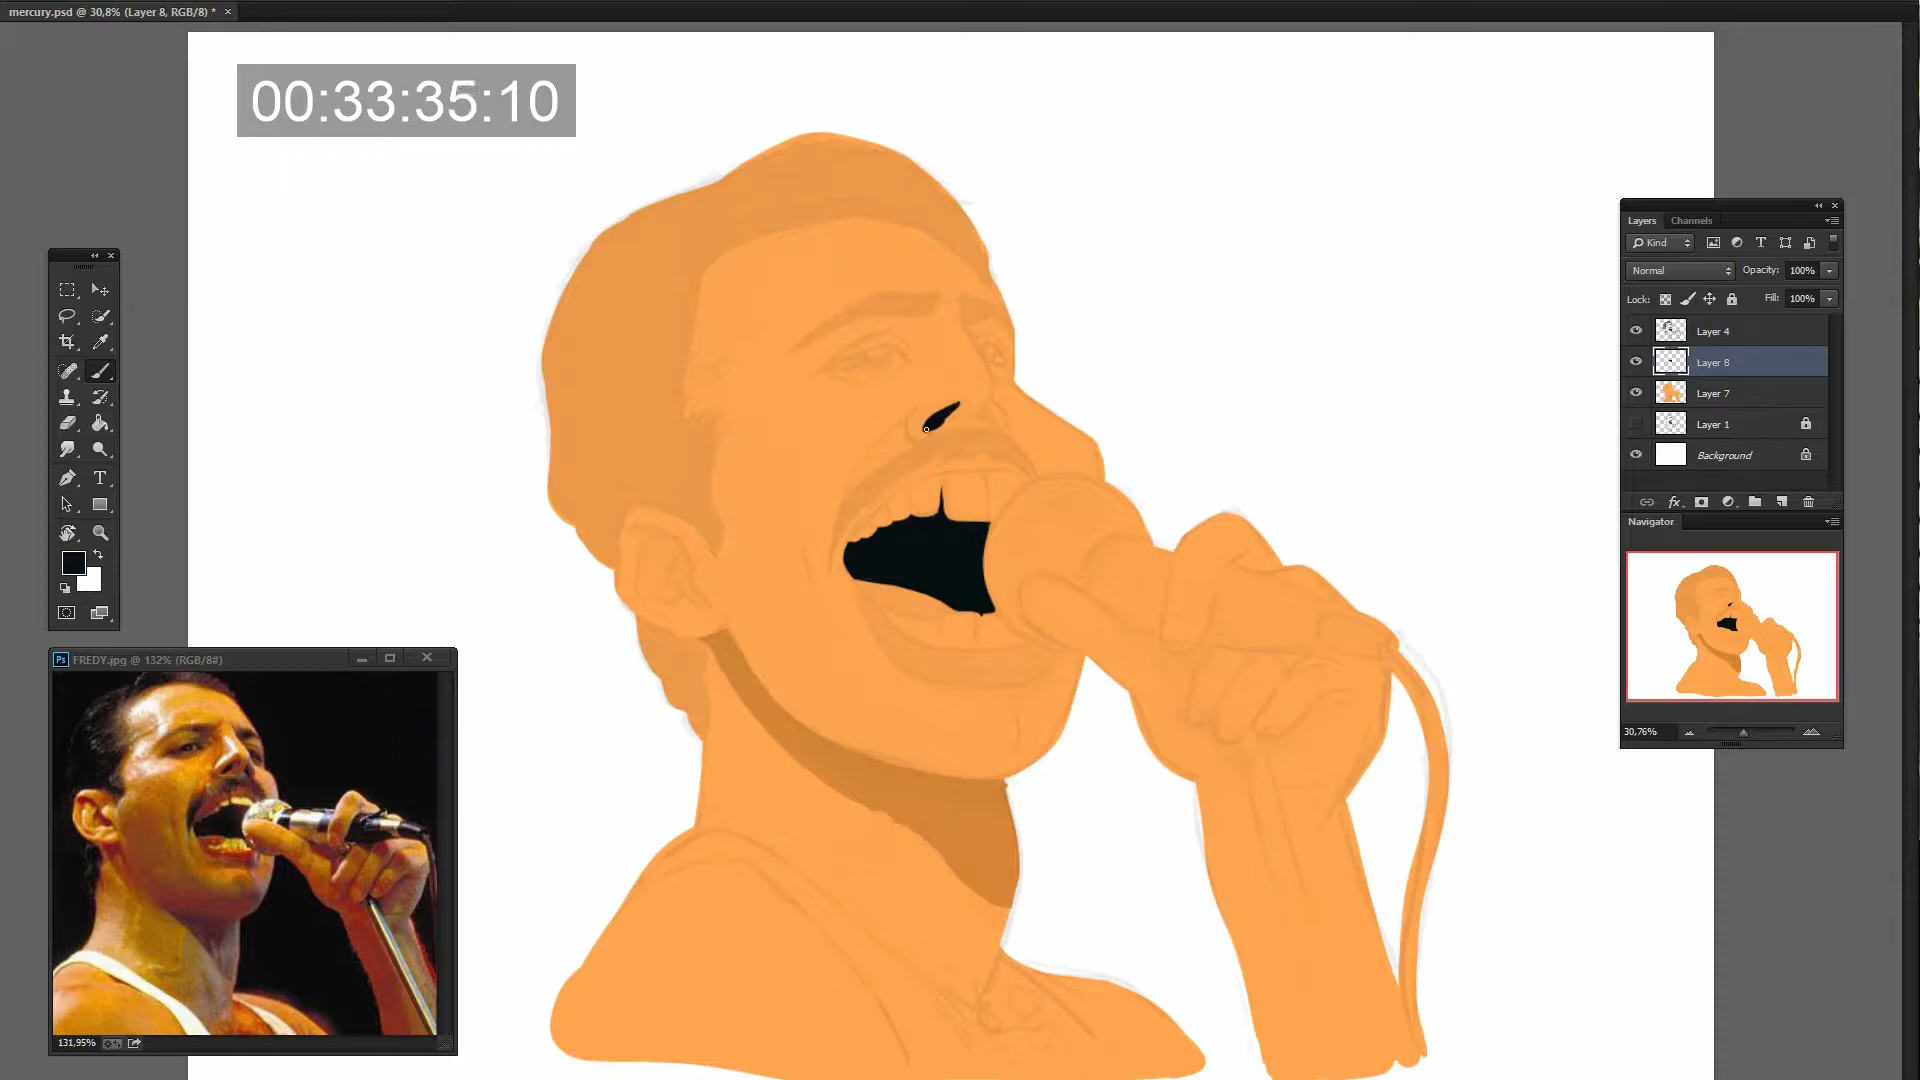 mercury.psd @ 30,8% (Layer 8, RGB/8) * ×
00:33:35:10
Layers Channels
Kind
Normal Opacity: 100%
Lock: Fill: 100%
Layer 4
Layer 8
Layer 7
Layer 1
Background
fx
Navigator
30,76%
T
Ps FREDY.jpg @ 132% (RGB/8#)
131,95%